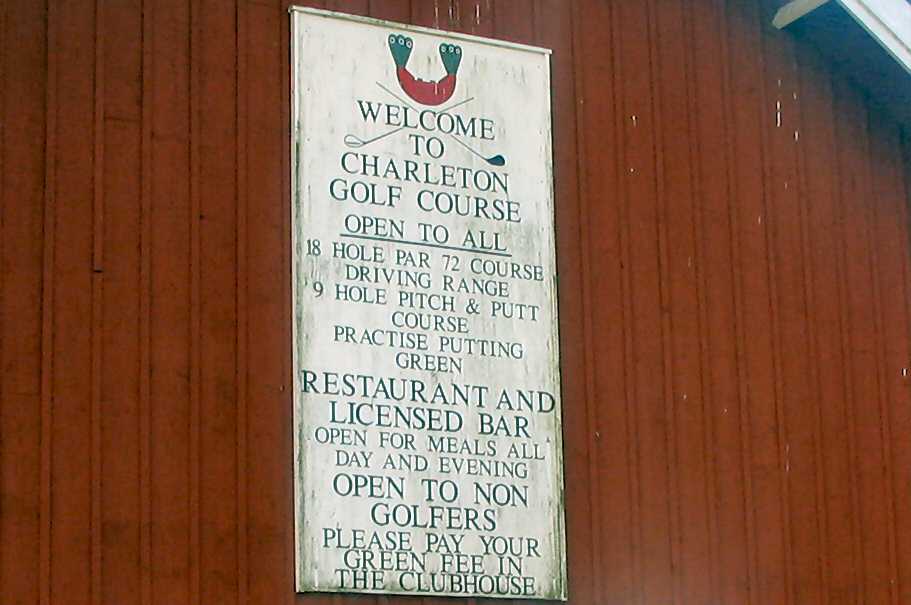 WELCOME
TO
CHARLETON
GOLF COURSE
OPEN TO ALL
18 HOLE PAR 72 COURSE
DRIVING RANGE
9 HOLE PITCH & PUTT
COURSE
PRACTISE PUTTING
GREEN
RESTAURANT AND
LICENSED BAR
OPEN FOR MEALS ALL
DAY AND EVENING
OPEN TO NON
GOLFERS
PLEASE PAY YOUR
GREEN FEE IN
THE CLUBHOUSE